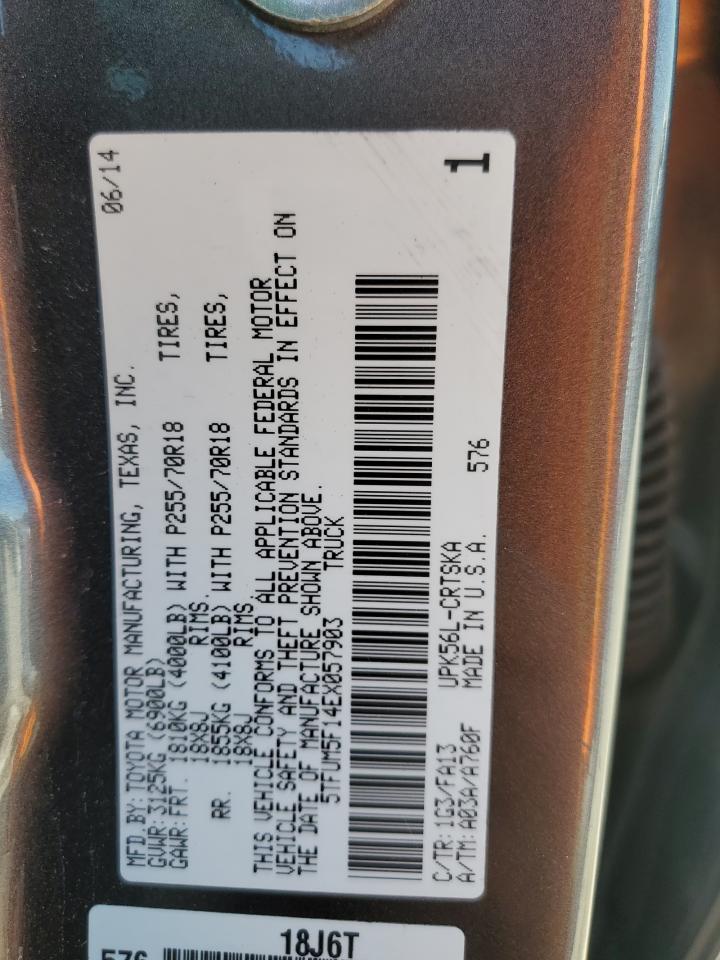 MFD.BY: TOYOTA MOTOR MANUFACTURING, TEXAS, INC. 06/14
GVWR: 3125KG (6900LB)
GAWR: FRT. 1810KG (4000LB) WITH P255/70R18 TIRES,
18X8J RIMS.
RR. 1855KG (4100LB) WITH P255/70R18 TIRES,
18X8J RIMS
THIS VEHICLE CONFORMS TO ALL APPLICABLE FEDERAL MOTOR
VEHICLE SAFETY AND THEFT PREVENTION STANDARDS IN EFFECT ON
THE DATE OF MANUFACTURE SHOWN ABOVE.
5TFUM5F14EX057903 TRUCK
C/TR: 1G3/FA13 UPK56L-CRTSKA 1
A/TM: A03A/A760F MADE IN U.S.A. 576
18J6T
576